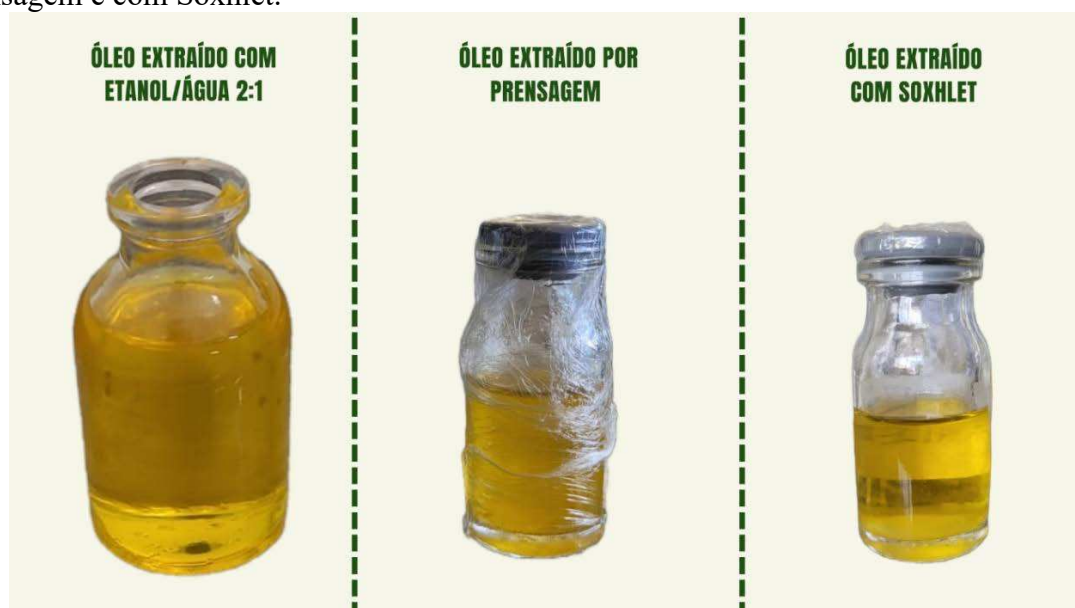 ÓLEO EXTRAÍDO COM
ETANOL/ÁGUA 2:1
ÓLEO EXTRAÍDO POR
PRENSAGEM
ÓLEO EXTRAÍDO
COM SOXHLET